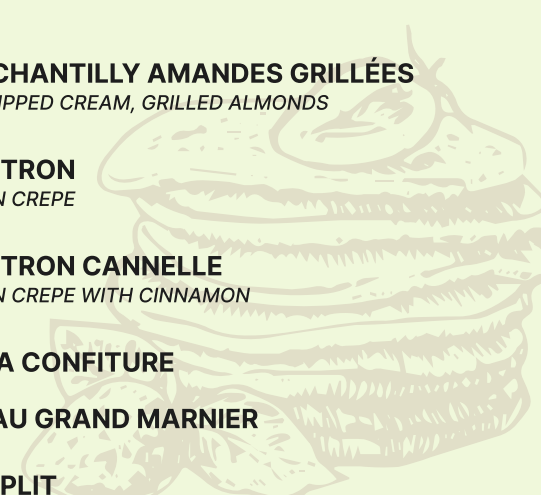 CHANTILLY AMANDES GRILLÉES
IPPED CREAM, GRILLED ALMONDS
TRON
N CREPE
TRON CANNELLE
N CREPE WITH CINNAMON
A CONFITURE
AU GRAND MARNIER
PLIT